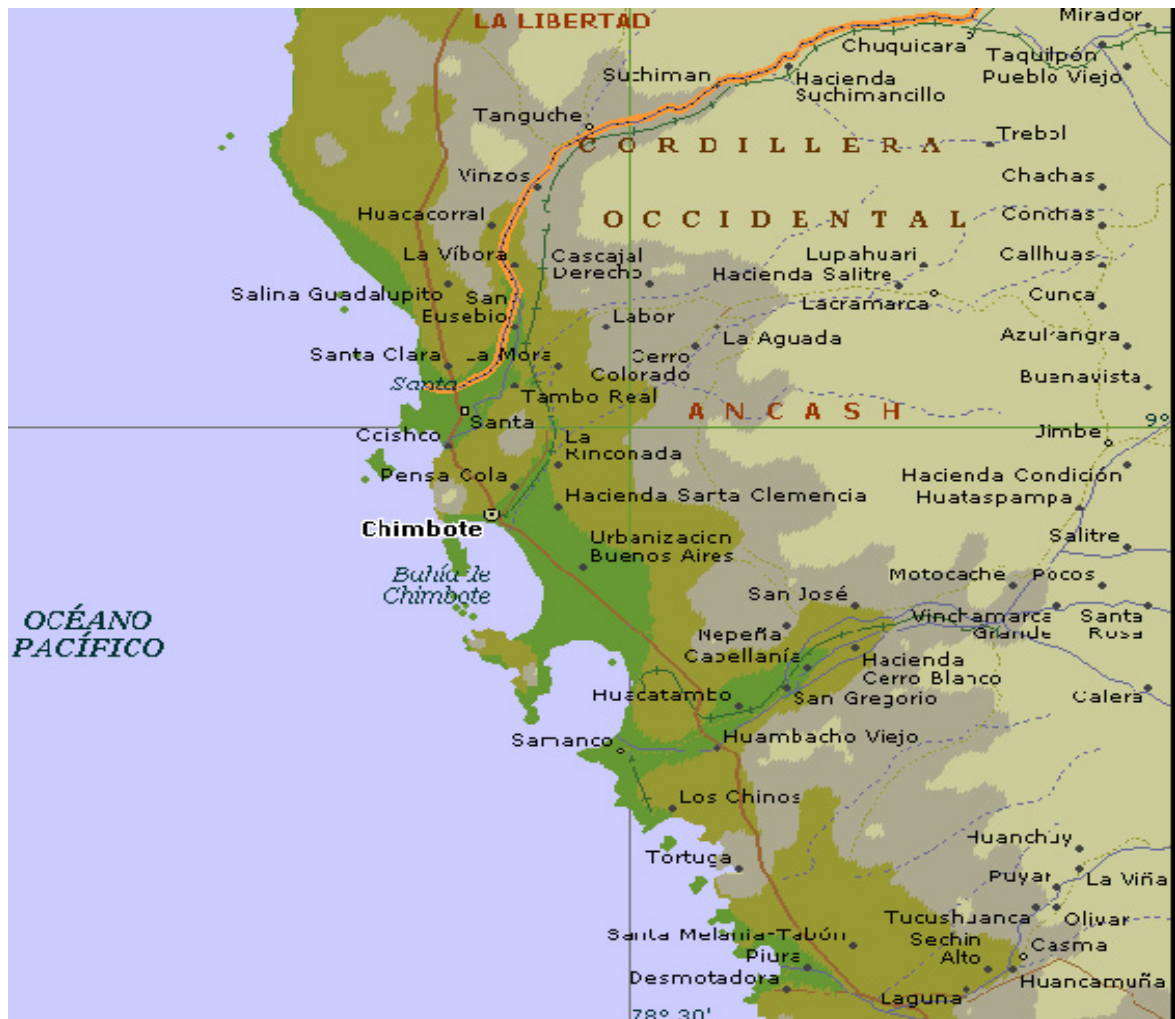 LA LIBERTAD
Mirador
Chuquicara
Taquilpón
Pueblo Viejo
Suchiman
Hacienda
Suchimancillo
Tanguche
CORDILLERA
Trebol
Vinzos
Chachas
Huacacorral
OCCIDENTAL
Conchas
La Víbora
Cascajal
Derecho
Lupahuari
Callhuas
Hacienda Salitre
Salina Guadalupito
San
Eusebio
Lacramarca
Cunca
Labor
La Aguada
Azulrangra
Santa Clara
La Mora
Cerro
Colorado
Santa
Tambo Real
Buenavista
ANCASH
Santa
9°
Ccishco
La
Rinconada
Jimbe
Pensa Cola
Hacienda Condición
Hacienda Santa Clemencia
Huataspampa
Chimbote
Urbanizacion
Buenos Aires
Salitre
Bahía de
Chimbote
Motocache
Pocos
San José
OCÉANO
PACÍFICO
Vinchamarca
Grande
Santa
Rosa
Nepeña
Capellanía
Hacienda
Cerro Blanco
Huacatambo
San Gregorio
Calera
Samanco
Huambacho Viejo
Los Chinos
Huanchuy
Tortuga
Puyar
La Viña
Tucushuanca
Olivar
Santa Melania-Tabón
Sechin
Alto
Casma
Piura
Desmotadora
Huancamuña
Laguna
78° 30'